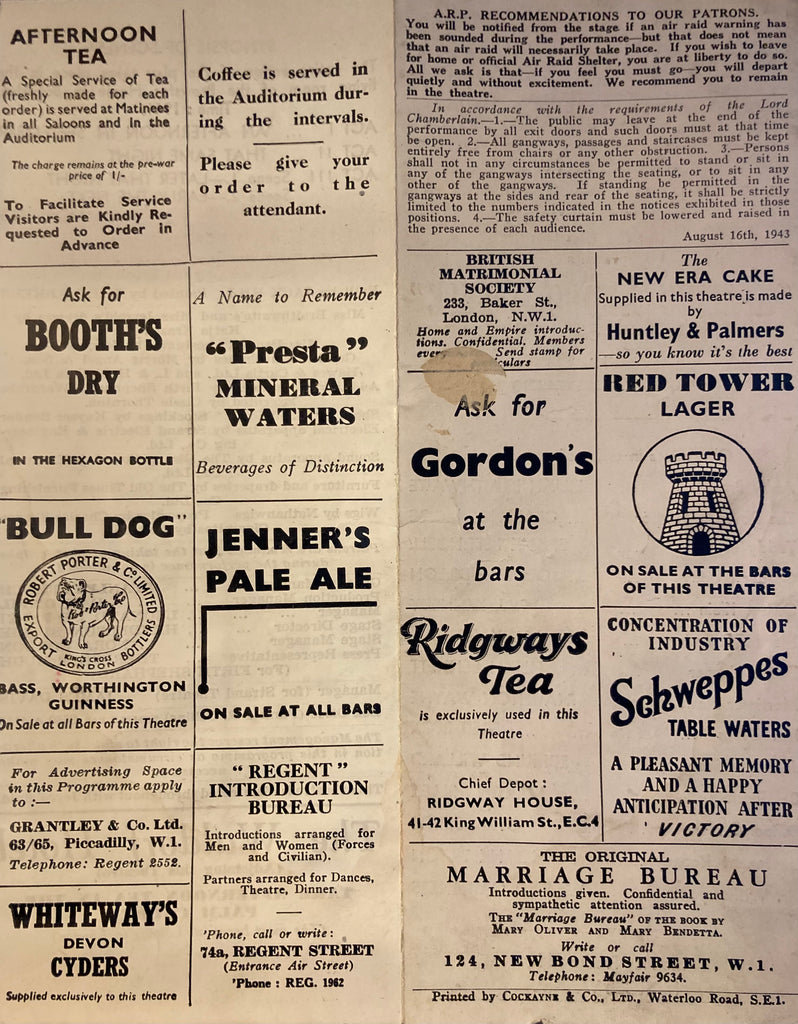 AFTERNOON
TEA
A Special Service of Tea
(freshly made for each
order) is served at Matinees
in all Saloons and in the
Auditorium
The charge remains at the pre-war
price of 1/-
To Facilitate Service
Visitors are Kindly Re-
quested to Order in
Advance
Coffee is served in
the Auditorium dur-
ing the intervals.
Please give your
order to the
attendant.
Ask for
BOOTH'S
DRY
IN THE HEXAGON BOTTLE
A Name to Remember
"Presta"
MINERAL
WATERS
Beverages of Distinction
"BULL DOG"
ROBERT PORTER & Co LIMITED
Rob. Porter & Co
KING'S CROSS
LONDON
EXPORT BOTTLERS
BASS, WORTHINGTON
GUINNESS
On Sale at all Bars of this Theatre
JENNER'S
PALE ALE
ON SALE AT ALL BARS
For Advertising Space
in this Programme apply
to :—
GRANTLEY & Co. Ltd.
63/65, Piccadilly, W.1.
Telephone: Regent 2552.
WHITEWAY'S
DEVON
CYDERS
Supplied exclusively to this theatre
" REGENT "
INTRODUCTION
BUREAU
Introductions arranged for
Men and Women (Forces
and Civilian).
Partners arranged for Dances,
Theatre, Dinner.
'Phone, call or write :
74a, REGENT STREET
(Entrance Air Street)
'Phone : REG. 1962
A.R.P. RECOMMENDATIONS TO OUR PATRONS.
You will be notified from the stage if an air raid warning has
been sounded during the performance—but that does not mean
that an air raid will necessarily take place. If you wish to leave
for home or official Air Raid Shelter, you are at liberty to do so.
All we ask is that—if you feel you must go—you will depart
quietly and without excitement. We recommend you to remain
in the theatre.
In accordance with the requirements of the Lord
Chamberlain.—1.—The public may leave at the end of the
performance by all exit doors and such doors must at that time
be open. 2.—All gangways, passages and staircases must be kept
entirely free from chairs or any other obstruction. 3.—Persons
shall not in any circumstances be permitted to stand or sit in
any of the gangways intersecting the seating, or to sit in any
other of the gangways. If standing be permitted in the
gangways at the sides and rear of the seating, it shall be strictly
limited to the numbers indicated in the notices exhibited in those
positions. 4.—The safety curtain must be lowered and raised in
the presence of each audience.
August 16th, 1943
BRITISH
MATRIMONIAL
SOCIETY
233, Baker St.,
London, N.W.1.
Home and Empire introduc-
tions. Confidential. Members
Send stamp for
The
NEW ERA CAKE
Supplied in this theatre is made
by
Huntley & Palmers
—so you know it's the best
Ask for
Gordon's
at the
bars
RED TOWER
LAGER
ON SALE AT THE BARS
OF THIS THEATRE
Ridgways
Tea
is exclusively used in this
Theatre
Chief Depot :
RIDGWAY HOUSE,
41-42 King William St., E.C.4
CONCENTRATION OF
INDUSTRY
Schweppes
TABLE WATERS
A PLEASANT MEMORY
AND A HAPPY
ANTICIPATION AFTER
VICTORY
THE ORIGINAL
MARRIAGE BUREAU
Introductions given. Confidential and
sympathetic attention assured.
THE "Marriage Bureau" OF THE BOOK BY
MARY OLIVER AND MARY BENDETTA.
Write or call
124, NEW BOND STREET, W.1.
Telephone: Mayfair 9634.
Printed by COCKAYNE & Co., LTD., Waterloo Road, S.E.1.